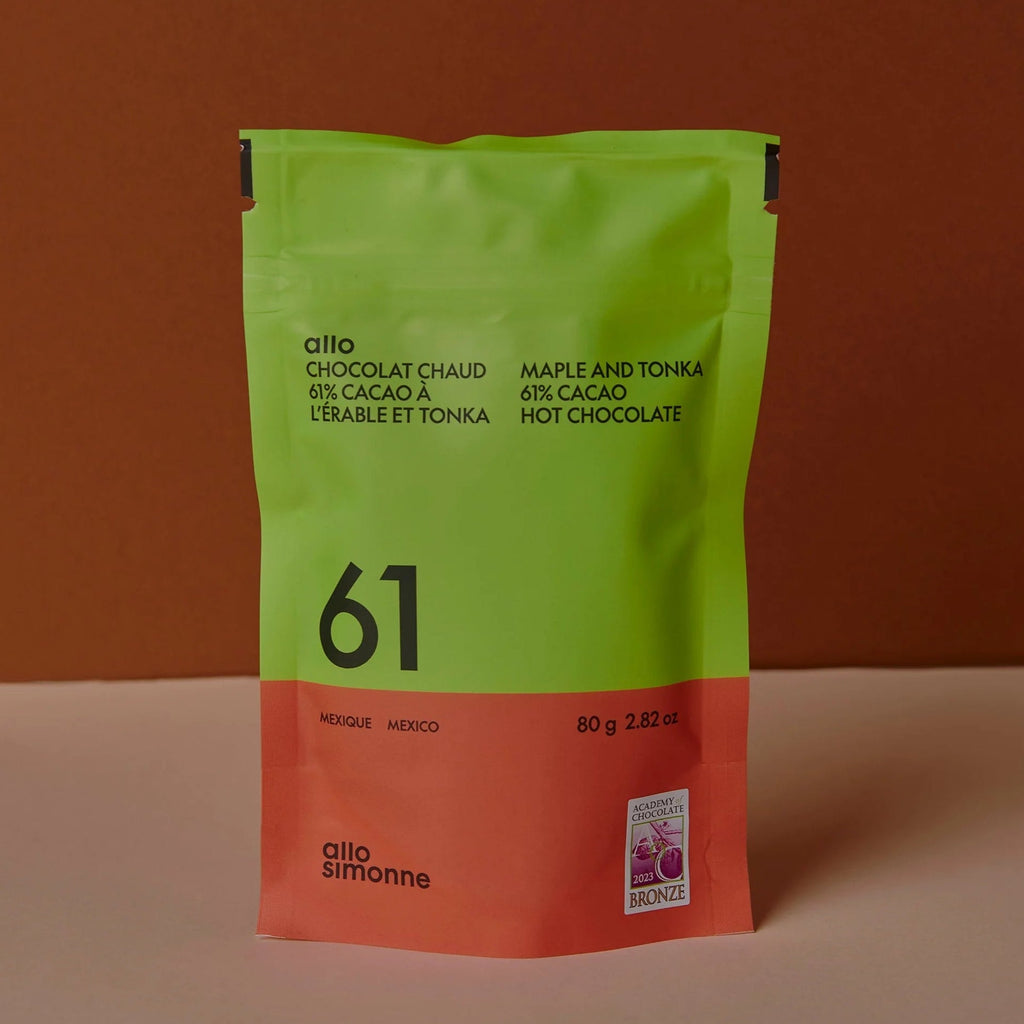 allo
CHOCOLAT CHAUD
61% CACAO À
L'ÉRABLE ET TONKA
MAPLE AND TONKA
61% CACAO
HOT CHOCOLATE
61
MEXIQUE MEXICO
80 g 2.82 oz
allo
simonne
ACADEMY of
CHOCOLATE
2023
BRONZE